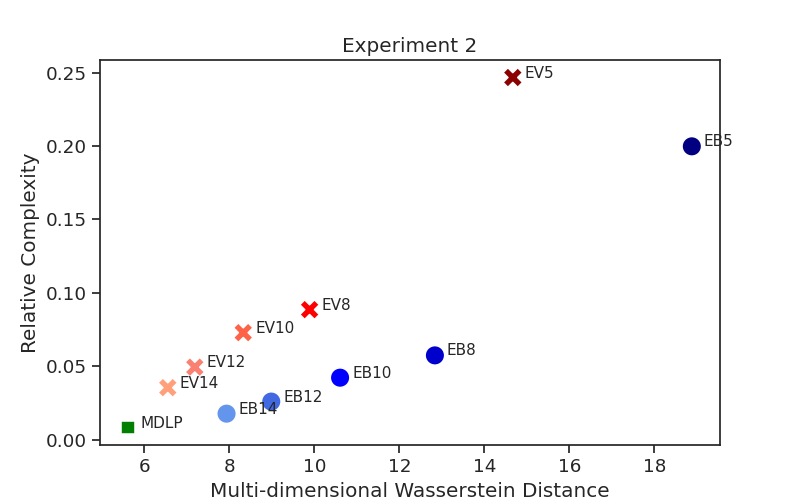 Experiment 2
Relative Complexity
0.25
0.20
0.15
0.10
0.05
0.00
EV5
EB5
EV8
EV10
EB8
EV12
EV14
EB10
EB12
EB14
MDLP
6 8 10 12 14 16 18
Multi-dimensional Wasserstein Distance